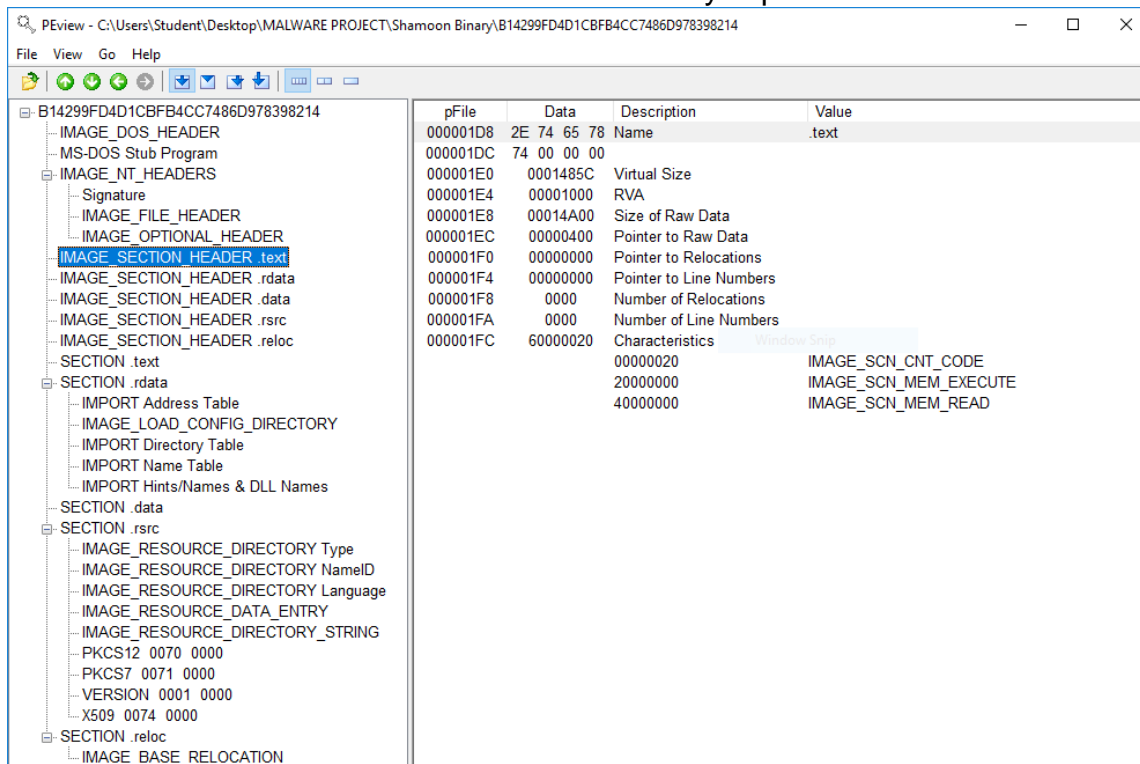 PEview - C:\Users\Student\Desktop\MALWARE PROJECT\Shamoon Binary\B14299FD4D1CBFB4CC7486D978398214
File View Go Help
B14299FD4D1CBFB4CC7486D978398214
IMAGE_DOS_HEADER
MS-DOS Stub Program
IMAGE_NT_HEADERS
Signature
IMAGE_FILE_HEADER
IMAGE_OPTIONAL_HEADER
IMAGE_SECTION_HEADER .text
IMAGE_SECTION_HEADER .rdata
IMAGE_SECTION_HEADER .data
IMAGE_SECTION_HEADER .rsrc
IMAGE_SECTION_HEADER .reloc
SECTION .text
SECTION .rdata
IMPORT Address Table
IMAGE_LOAD_CONFIG_DIRECTORY
IMPORT Directory Table
IMPORT Name Table
IMPORT Hints/Names & DLL Names
SECTION .data
SECTION .rsrc
IMAGE_RESOURCE_DIRECTORY Type
IMAGE_RESOURCE_DIRECTORY NameID
IMAGE_RESOURCE_DIRECTORY Language
IMAGE_RESOURCE_DATA_ENTRY
IMAGE_RESOURCE_DIRECTORY_STRING
PKCS12 0070 0000
PKCS7 0071 0000
VERSION 0001 0000
X509 0074 0000
SECTION .reloc
IMAGE_BASE_RELOCATION
pFile Data Description Value
000001D8 2E 74 65 78 Name .text
000001DC 74 00 00 00
000001E0 0001485C Virtual Size
000001E4 00001000 RVA
000001E8 00014A00 Size of Raw Data
000001EC 00000400 Pointer to Raw Data
000001F0 00000000 Pointer to Relocations
000001F4 00000000 Pointer to Line Numbers
000001F8 0000 Number of Relocations
000001FA 0000 Number of Line Numbers
000001FC 60000020 Characteristics Window Snip
00000020 IMAGE_SCN_CNT_CODE
20000000 IMAGE_SCN_MEM_EXECUTE
40000000 IMAGE_SCN_MEM_READ